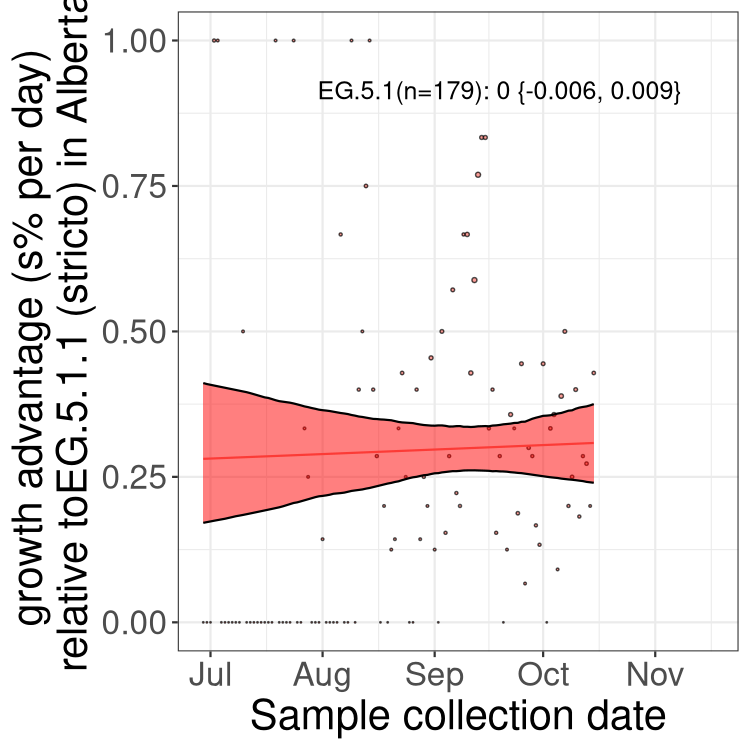 growth advantage (s% per day)
relative toEG.5.1.1 (stricto) in Alberta
1.00
0.75
0.50
0.25
0.00
EG.5.1(n=179): 0 {-0.006, 0.009}
Jul Aug Sep Oct Nov
Sample collection date